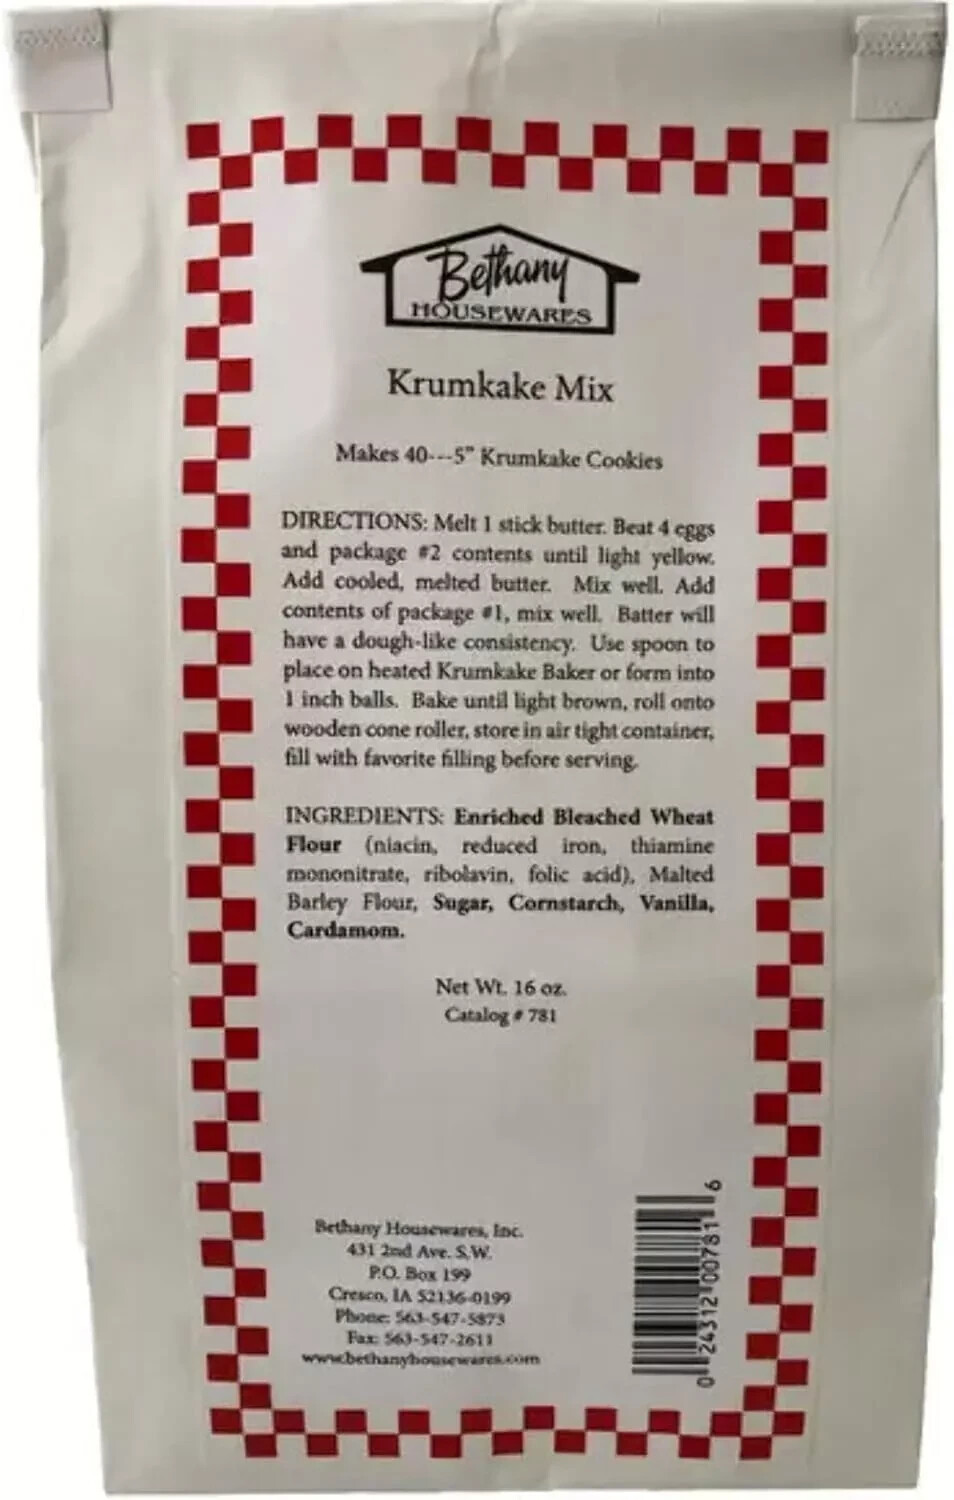 Bethany
HOUSEWARES
Krumkake Mix
Makes 40---5" Krumkake Cookies
DIRECTIONS: Melt 1 stick butter. Beat 4 eggs
and package #2 contents until light yellow.
Add cooled, melted butter. Mix well. Add
contents of package #1, mix well. Batter will
have a dough-like consistency. Use spoon to
place on heated Krumkake Baker or form into
1 inch balls. Bake until light brown, roll onto
wooden cone roller, store in air tight container,
fill with favorite filling before serving.
INGREDIENTS: Enriched Bleached Wheat
Flour (niacin, reduced iron, thiamine
mononitrate, ribolavin, folic acid), Malted
Barley Flour, Sugar, Cornstarch, Vanilla,
Cardamom.
Net Wt. 16 oz.
Catalog # 781
Bethany Housewares, Inc.
431 2nd Ave. S.W.
P.O. Box 199
Cresco, IA 52136-0199
Phone: 563-547-5873
Fax: 563-547-2611
www.bethanyhousewares.com
0 24312 00781 6